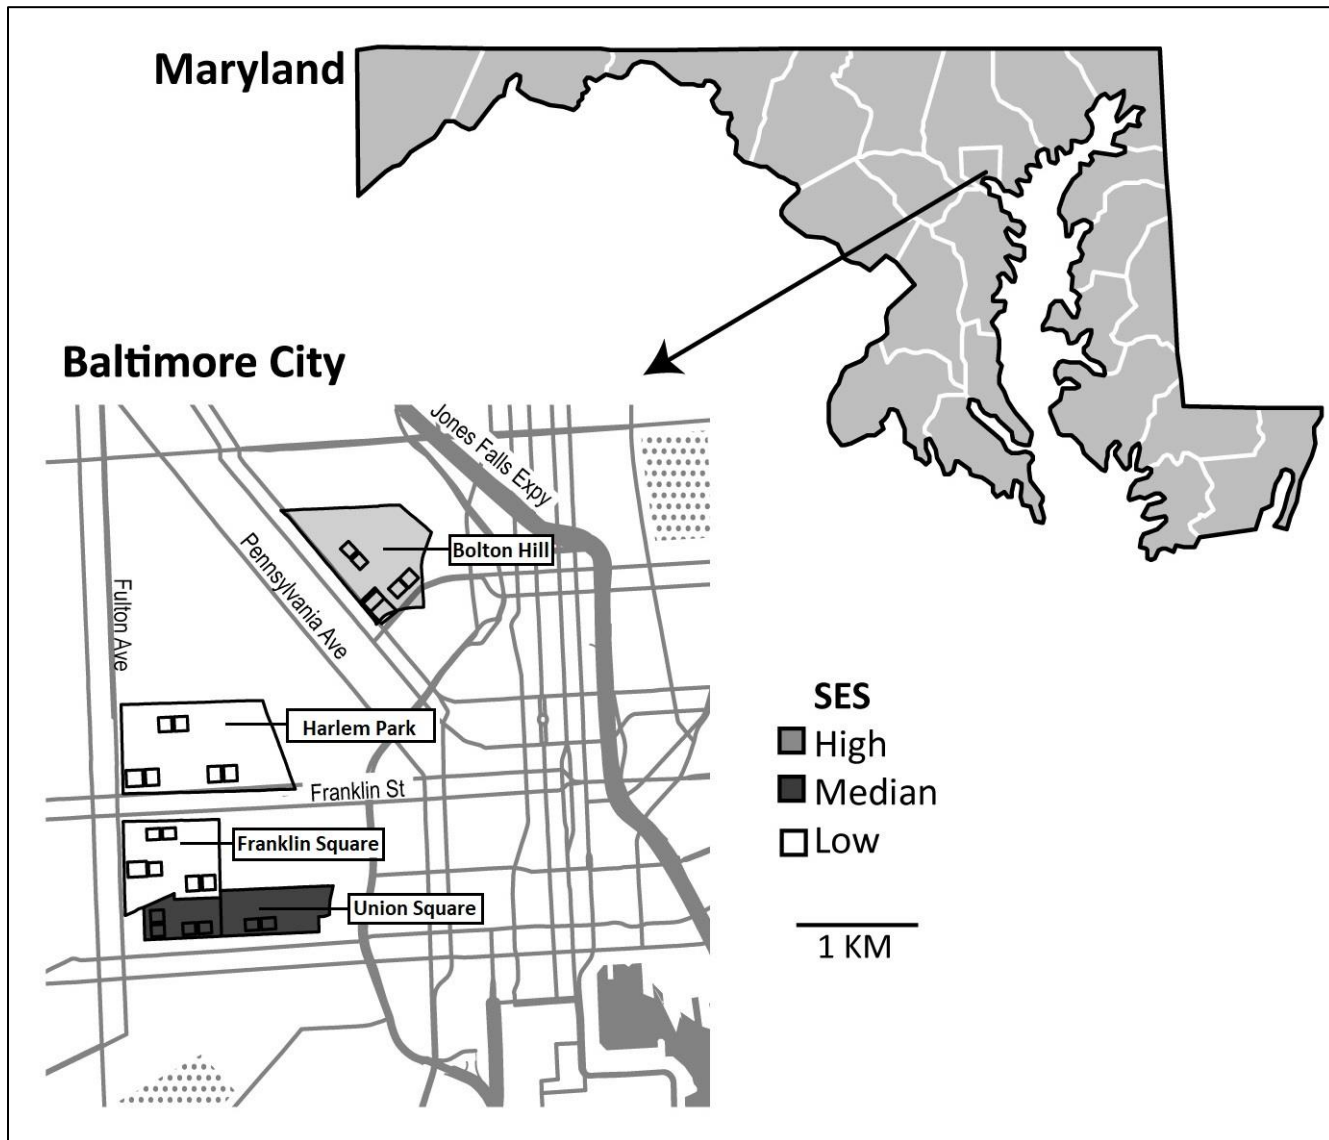 Maryland
Baltimore City
Jones Falls Expy
Bolton Hill
Pennsylvania Ave
Fulton Ave
Harlem Park
Franklin St
Franklin Square
Union Square
SES
High
Median
Low
1 KM